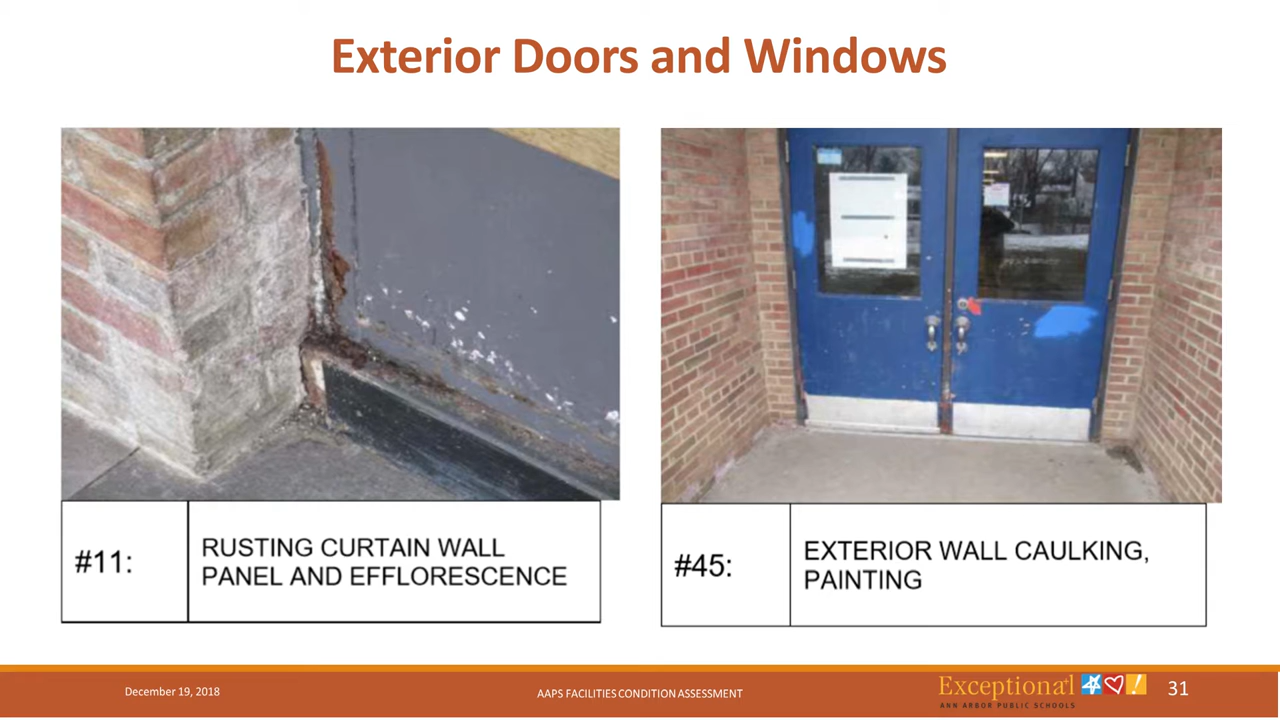 Exterior Doors and Windows
#11:
RUSTING CURTAIN WALL
PANEL AND EFFLORESCENCE
#45:
EXTERIOR WALL CAULKING,
PAINTING
December 19, 2018
AAPS FACILITIES CONDITION ASSESSMENT
Exceptional
ANN ARBOR PUBLIC SCHOOLS
31